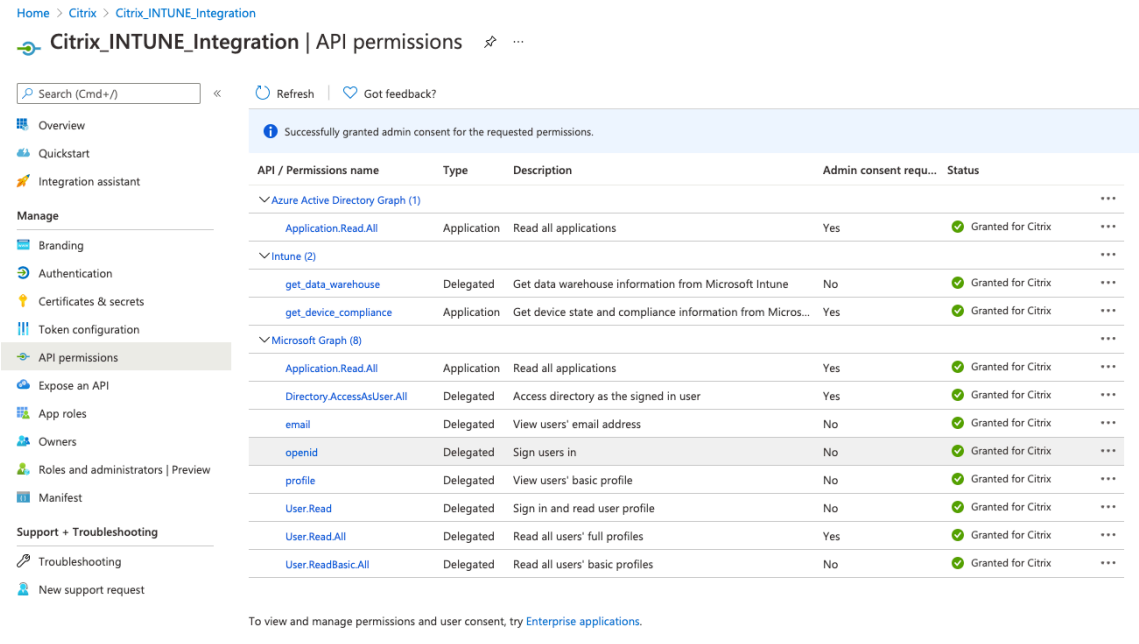 Home > Citrix > Citrix_INTUNE_Integration
Citrix_INTUNE_Integration | API permissions
Search (Cmd+/)
Overview
Quickstart
Integration assistant
Manage
Branding
Authentication
Certificates & secrets
Token configuration
API permissions
Expose an API
App roles
Owners
Roles and administrators | Preview
Manifest
Support + Troubleshooting
Troubleshooting
New support request
Refresh | Got feedback?
Successfully granted admin consent for the requested permissions.
API / Permissions name Type Description Admin consent requ... Status
Azure Active Directory Graph (1)
Application.Read.All Application Read all applications Yes Granted for Citrix
Intune (2)
get_data_warehouse Delegated Get data warehouse information from Microsoft Intune No Granted for Citrix
get_device_compliance Application Get device state and compliance information from Micros... Yes Granted for Citrix
Microsoft Graph (8)
Application.Read.All Application Read all applications Yes Granted for Citrix
Directory.AccessAsUser.All Delegated Access directory as the signed in user Yes Granted for Citrix
email Delegated View users' email address No Granted for Citrix
openid Delegated Sign users in No Granted for Citrix
profile Delegated View users' basic profile No Granted for Citrix
User.Read Delegated Sign in and read user profile No Granted for Citrix
User.Read.All Delegated Read all users' full profiles Yes Granted for Citrix
User.ReadBasic.All Delegated Read all users' basic profiles No Granted for Citrix
To view and manage permissions and user consent, try Enterprise applications.